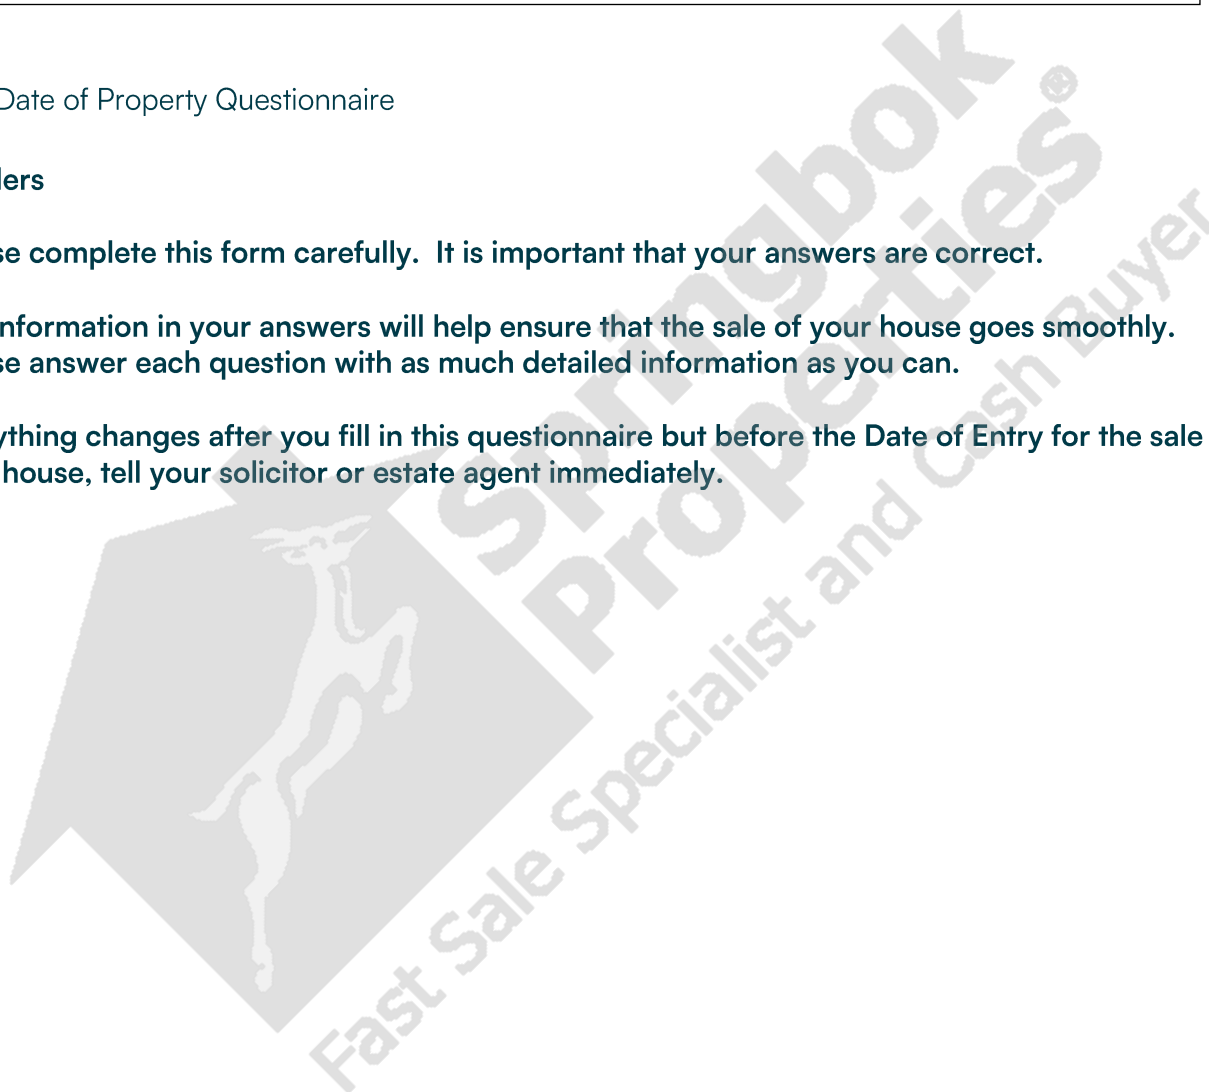 Date of Property Questionnaire
lers
se complete this form carefully.  It is important that your answers are correct.
nformation in your answers will help ensure that the sale of your house goes smoothly.
se answer each question with as much detailed information as you can.
ything changes after you fill in this questionnaire but before the Date of Entry for the sale
house, tell your solicitor or estate agent immediately.
Springbok
Properties®
Fast Sale Specialist and Cash Buyer